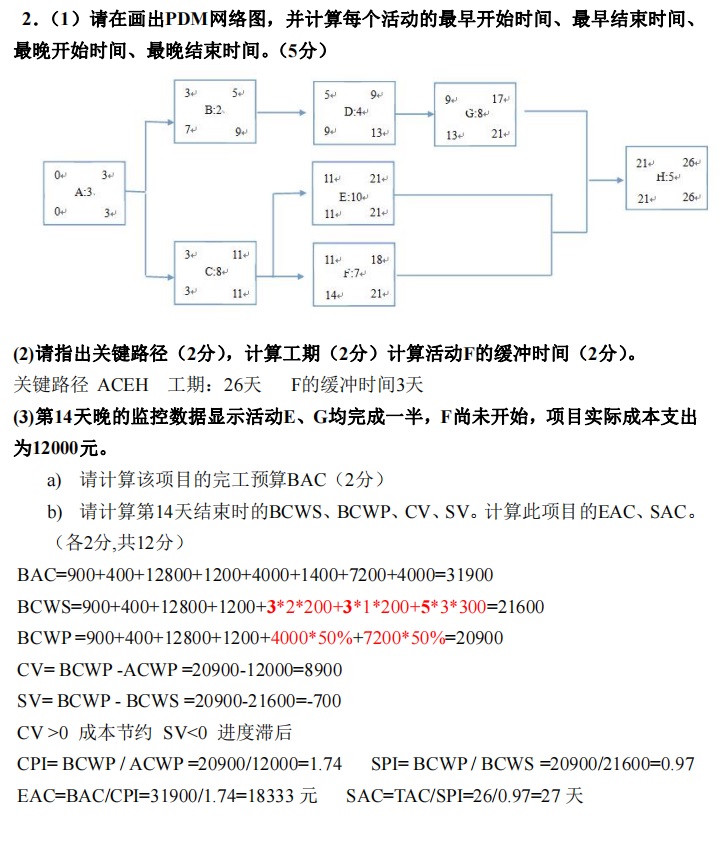 2.（1）请在画出PDM网络图，并计算每个活动的最早开始时间、最早结束时间、
最晚开始时间、最晚结束时间。（5分）
3 5
B:2
7 9
5 9
D:4
9 13
9 17
G:8
13 21
0 3
A:3
0 3
11 21
E:10
11 21
21 26
H:5
21 26
3 11
C:8
3 11
11 18
F:7
14 21
(2)请指出关键路径（2分），计算工期（2分）计算活动F的缓冲时间（2分）。
关键路径 ACEH 工期：26天 F的缓冲时间3天
(3)第14天晚的监控数据显示活动E、G均完成一半，F尚未开始，项目实际成本支出
为12000元。
a) 请计算该项目的完工预算BAC（2分）
b) 请计算第14天结束时的BCWS、BCWP、CV、SV。计算此项目的EAC、SAC。
（各2分,共12分）
BAC=900+400+12800+1200+4000+1400+7200+4000=31900
BCWS=900+400+12800+1200+3*2*200+3*1*200+5*3*300=21600
BCWP =900+400+12800+1200+4000*50%+7200*50%=20900
CV= BCWP -ACWP =20900-12000=8900
SV= BCWP - BCWS =20900-21600=-700
CV >0 成本节约 SV<0 进度滞后
CPI= BCWP / ACWP =20900/12000=1.74 SPI= BCWP / BCWS =20900/21600=0.97
EAC=BAC/CPI=31900/1.74=18333 元 SAC=TAC/SPI=26/0.97=27 天